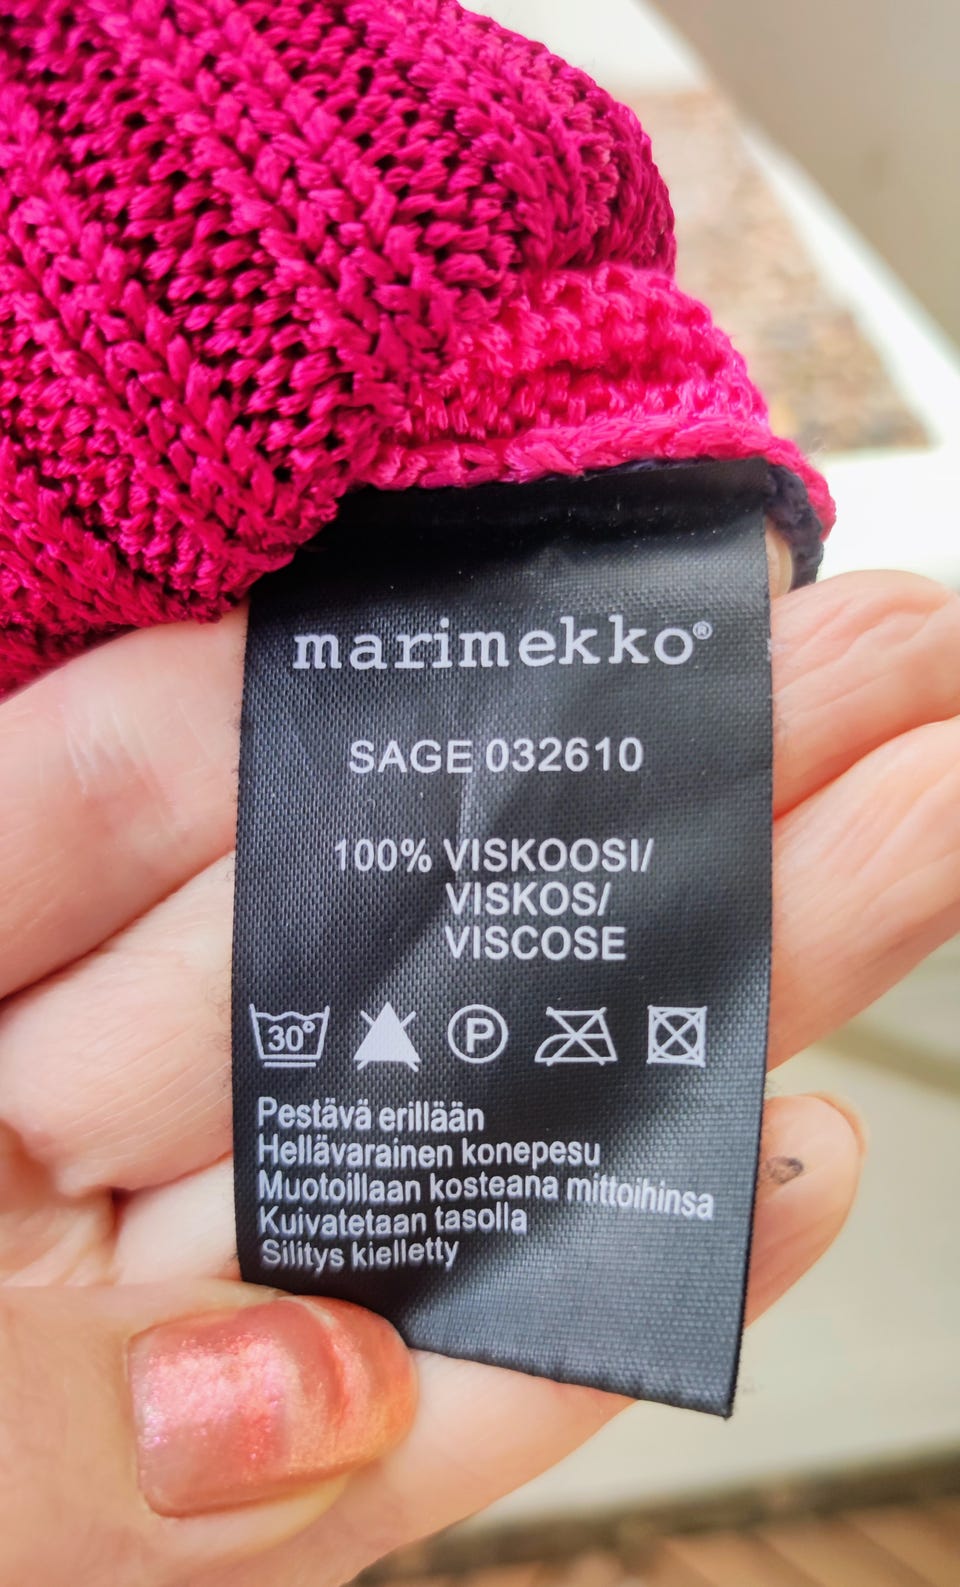 marimekko®
SAGE 032610
100% VISKOOSI/
VISKOS/
VISCOSE
30°
P
Pestävä erillään
Hellävarainen konepesu
Muotoillaan kosteana mittoihinsa
Kuivatetaan tasolla
Silitys kielletty